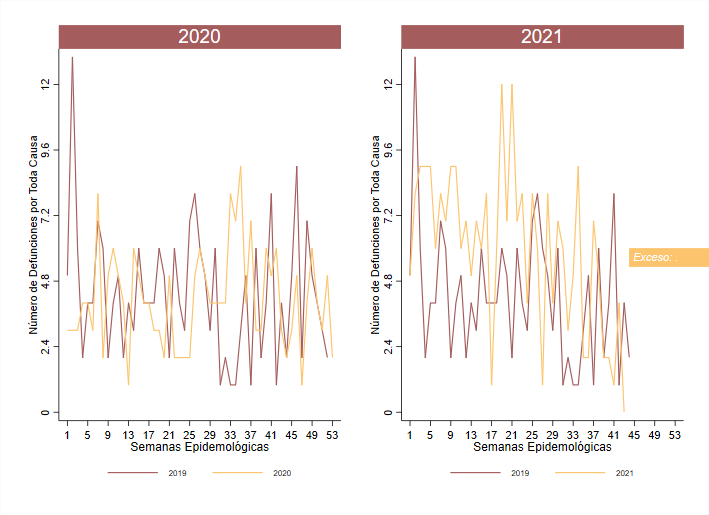 2020
Número de Defunciones por Toda Causa
12
9.6
7.2
4.8
2.4
0
1 5 9 13 17 21 25 29 33 37 41 45 49 53
Semanas Epidemiológicas
2019 2020
2021
Número de Defunciones por Toda Causa
12
9.6
7.2
4.8
2.4
0
Exceso: .
1 5 9 13 17 21 25 29 33 37 41 45 49 53
Semanas Epidemiológicas
2019 2021